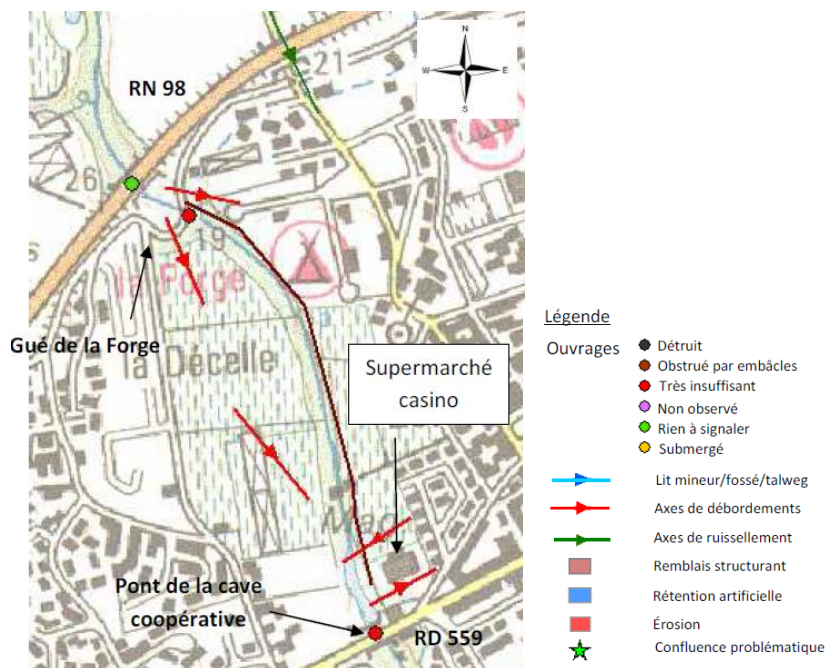 N
W
E
S
21
RN 98
26
19
la Forge
Gué de la Forge
la Décelle
Supermarché
casino
Pont de la cave
coopérative
RD 559
Légende
Ouvrages
Détruit
Obstrué par embâcles
Très insuffisant
Non observé
Rien à signaler
Submergé
Lit mineur/fossé/talweg
Axes de débordements
Axes de ruissellement
Remblais structurant
Rétention artificielle
Érosion
Confluence problématique